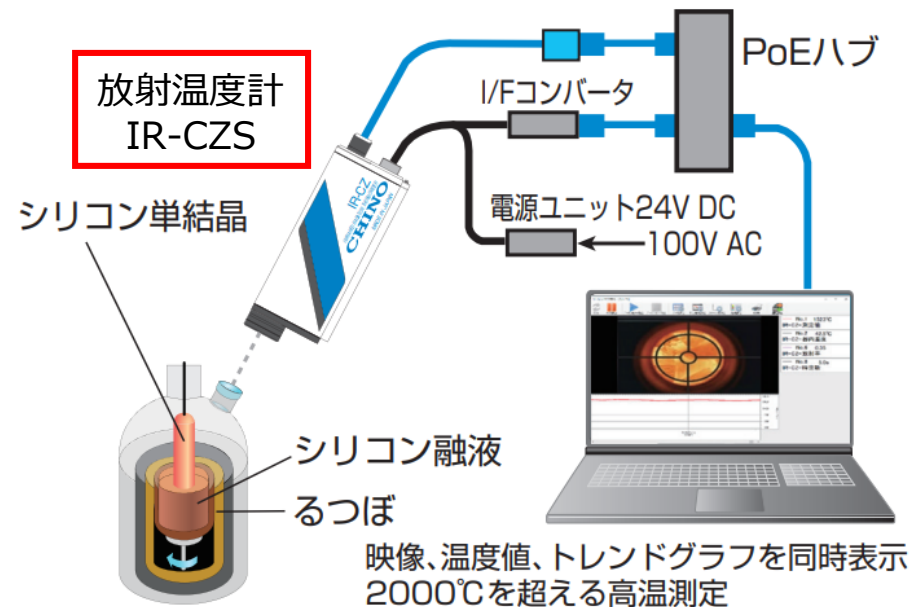 放射温度計
IR-CZS
PoEハブ
I/Fコンバータ
電源ユニット24V DC
100V AC
IR-CZ
CHINO
シリコン単結晶
シリコン融液
るつぼ
映像、温度値、トレンドグラフを同時表示
2000℃を超える高温測定